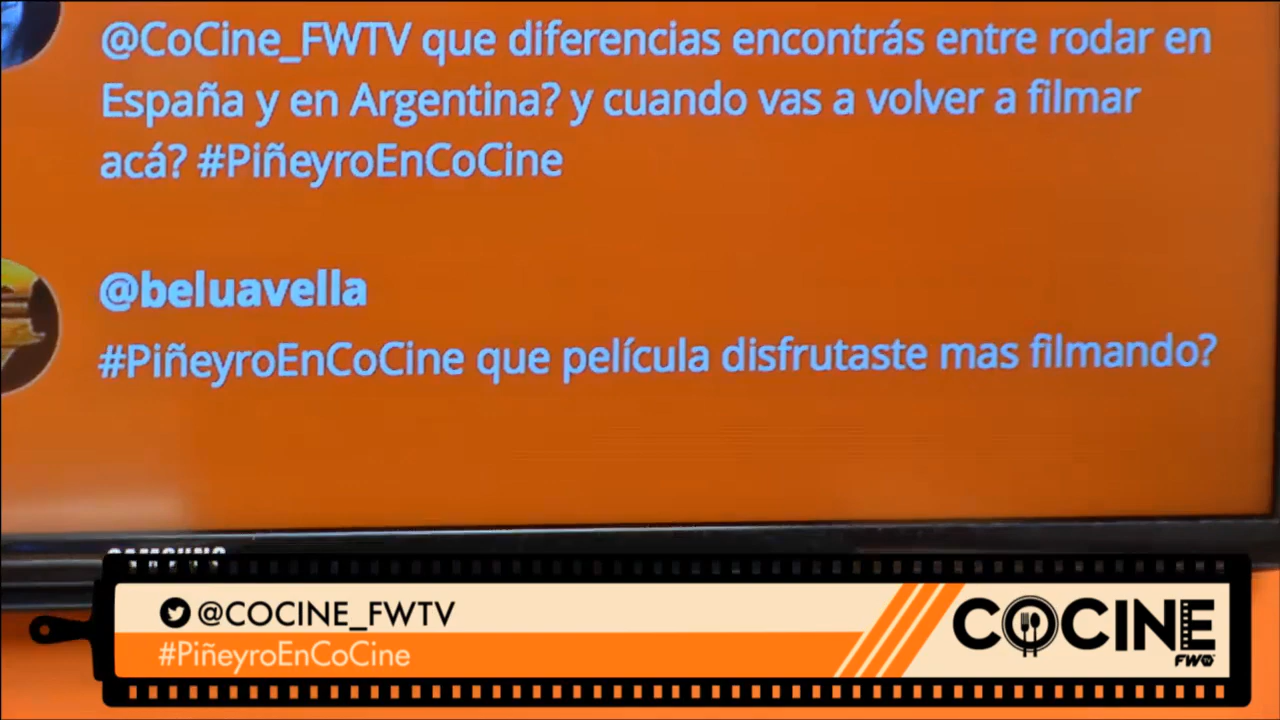 @CoCine_FWTV que diferencias encontrás entre rodar en
España y en Argentina? y cuando vas a volver a filmar
acá? #PiñeyroEnCoCine
@beluavella
#PiñeyroEnCoCine que película disfrutaste mas filmando?
SAMSUNG
@COCINE_FWTV
#PiñeyroEnCoCine
COCINE
FWTV